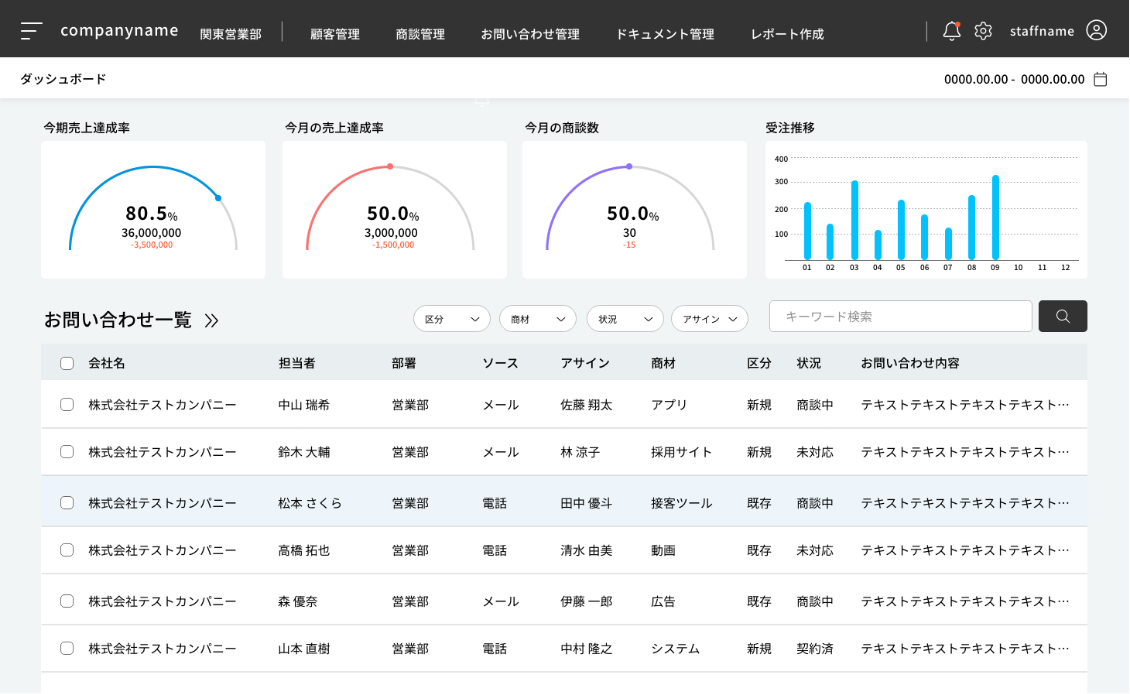 companyname 関東営業部 顧客管理 商談管理 お問い合わせ管理 ドキュメント管理 レポート作成 staffname
ダッシュボード 0000.00.00 - 0000.00.00
今期売上達成率 今月の売上達成率 今月の商談数 受注推移
80.5%
36,000,000
-3,500,000
50.0%
3,000,000
-1,500,000
50.0%
30
-15
400
300
200
100
01 02 03 04 05 06 07 08 09 10 11 12
お問い合わせ一覧 区分 商材 状況 アサイン キーワード検索
会社名 担当者 部署 ソース アサイン 商材 区分 状況 お問い合わせ内容
株式会社テストカンパニー 中山 瑞希 営業部 メール 佐藤 翔太 アプリ 新規 商談中 テキストテキストテキストテキスト…
株式会社テストカンパニー 鈴木 大輔 営業部 メール 林 涼子 採用サイト 新規 未対応 テキストテキストテキストテキスト…
株式会社テストカンパニー 松本 さくら 営業部 電話 田中 優斗 接客ツール 既存 商談中 テキストテキストテキストテキスト…
株式会社テストカンパニー 高橋 拓也 営業部 電話 清水 由美 動画 既存 未対応 テキストテキストテキストテキスト…
株式会社テストカンパニー 森 優奈 営業部 メール 伊藤 一郎 広告 既存 商談中 テキストテキストテキストテキスト…
株式会社テストカンパニー 山本 直樹 営業部 電話 中村 隆之 システム 新規 契約済 テキストテキストテキストテキスト…